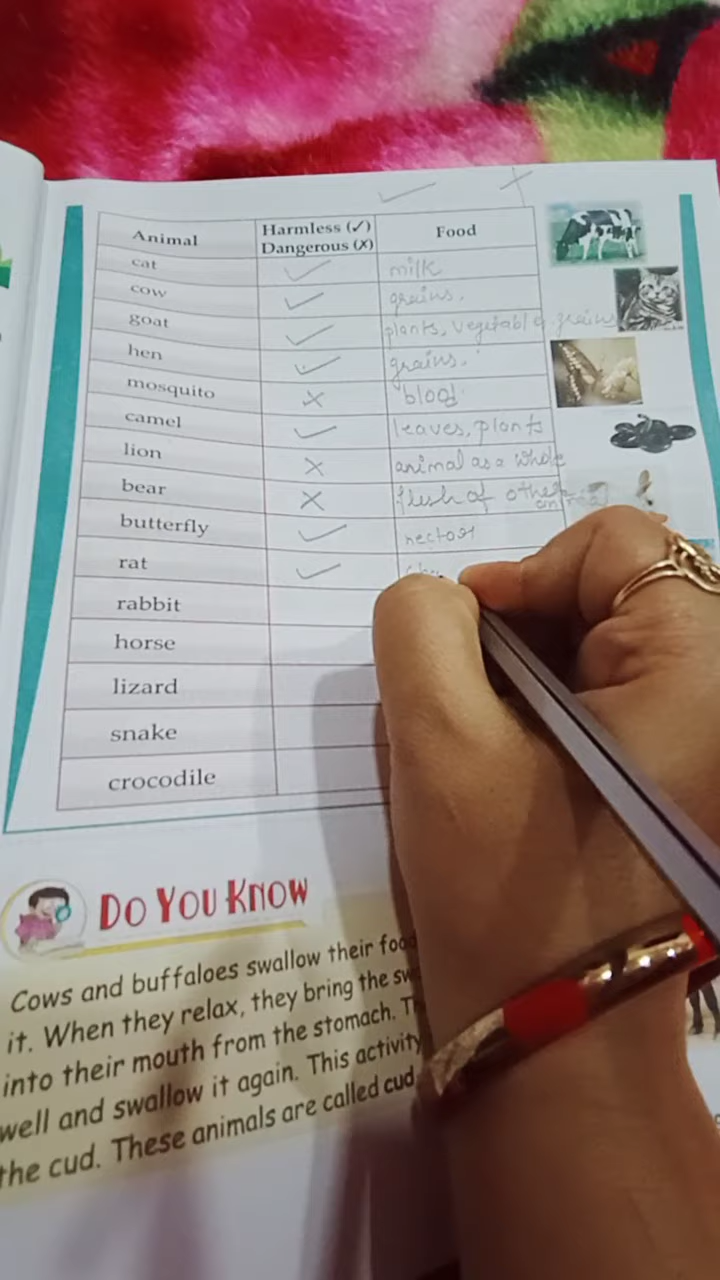 Animal Harmless (✓) Dangerous (X) Food
cat ✓ milk
cow ✓ grains.
goat ✓ plants, vegetable grains
hen ✓ grains.
mosquito X blood
camel ✓ leaves, plants
lion X animal as a whole
bear X flesh of other animal
butterfly ✓ nectar
rat ✓
rabbit
horse
lizard
snake
crocodile
DO YOU KNOW
Cows and buffaloes swallow their food
it. When they relax, they bring the
into their mouth from the stomach.
well and swallow it again. This activity
the cud. These animals are called cud